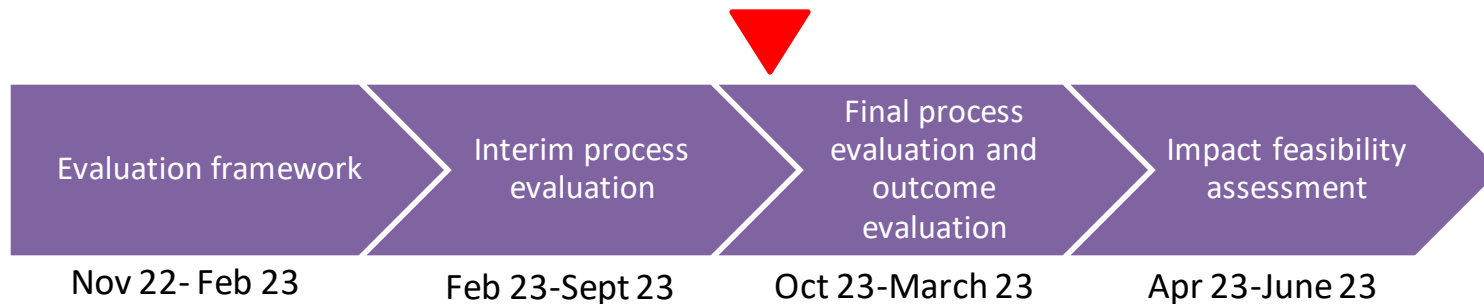 Evaluation framework
Interim process
evaluation
Final process
evaluation and
outcome
evaluation
Impact feasibility
assessment
Nov 22- Feb 23
Feb 23-Sept 23
Oct 23-March 23
Apr 23-June 23